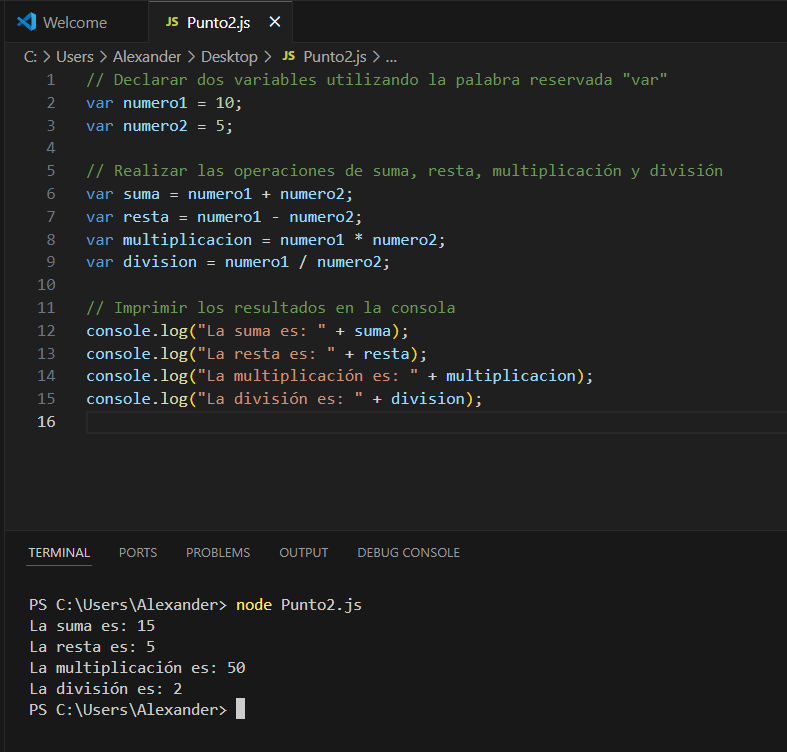 Welcome
JS Punto2.js
C: > Users > Alexander > Desktop > JS Punto2.js > ...
1 // Declarar dos variables utilizando la palabra reservada "var"
2 var numero1 = 10;
3 var numero2 = 5;
4
5 // Realizar las operaciones de suma, resta, multiplicación y división
6 var suma = numero1 + numero2;
7 var resta = numero1 - numero2;
8 var multiplicacion = numero1 * numero2;
9 var division = numero1 / numero2;
10
11 // Imprimir los resultados en la consola
12 console.log("La suma es: " + suma);
13 console.log("La resta es: " + resta);
14 console.log("La multiplicación es: " + multiplicacion);
15 console.log("La división es: " + division);
16
TERMINAL PORTS PROBLEMS OUTPUT DEBUG CONSOLE
PS C:\Users\Alexander> node Punto2.js
La suma es: 15
La resta es: 5
La multiplicación es: 50
La división es: 2
PS C:\Users\Alexander>